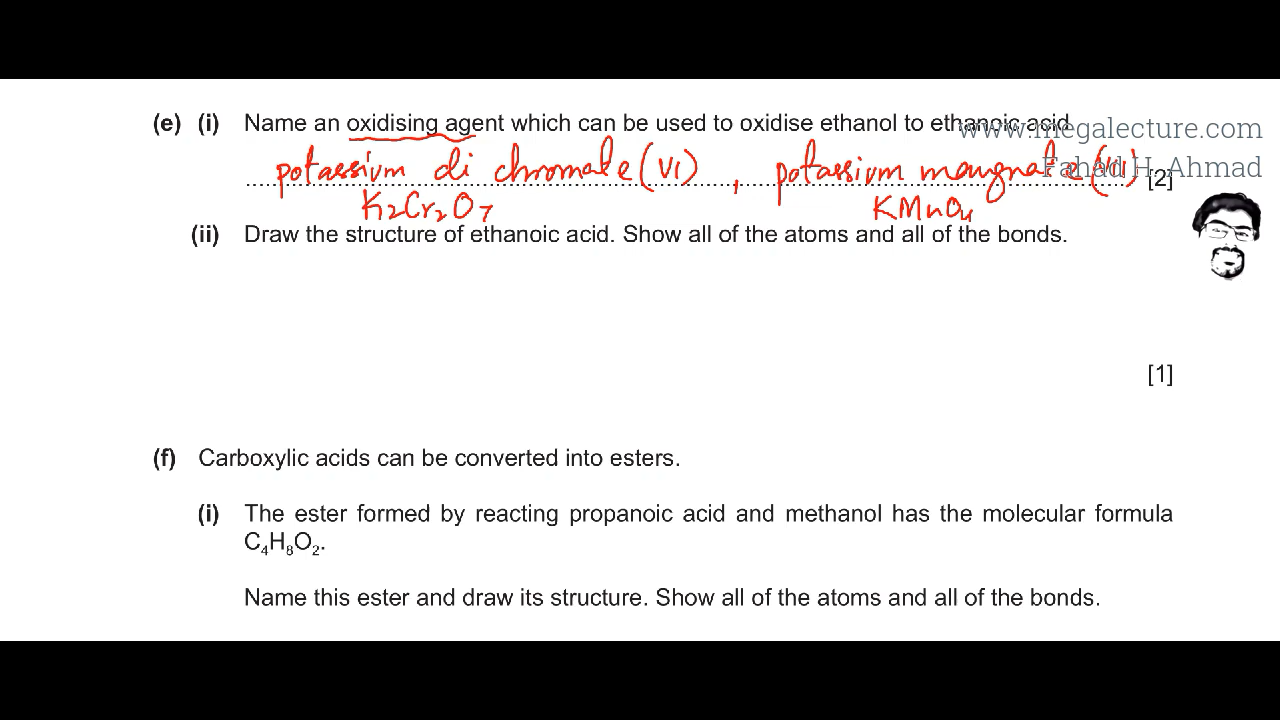 (e) (i) Name an oxidising agent which can be used to oxidise ethanol to ethanoic acid
www.megalecture.com
potassium di chromate (VI) , potassium mangnate (VII) [2]
Fahad H. Ahmad
K2Cr2O7 KMnO4
(ii) Draw the structure of ethanoic acid. Show all of the atoms and all of the bonds.
[1]
(f) Carboxylic acids can be converted into esters.
(i) The ester formed by reacting propanoic acid and methanol has the molecular formula
C₄H₈O₂.
Name this ester and draw its structure. Show all of the atoms and all of the bonds.